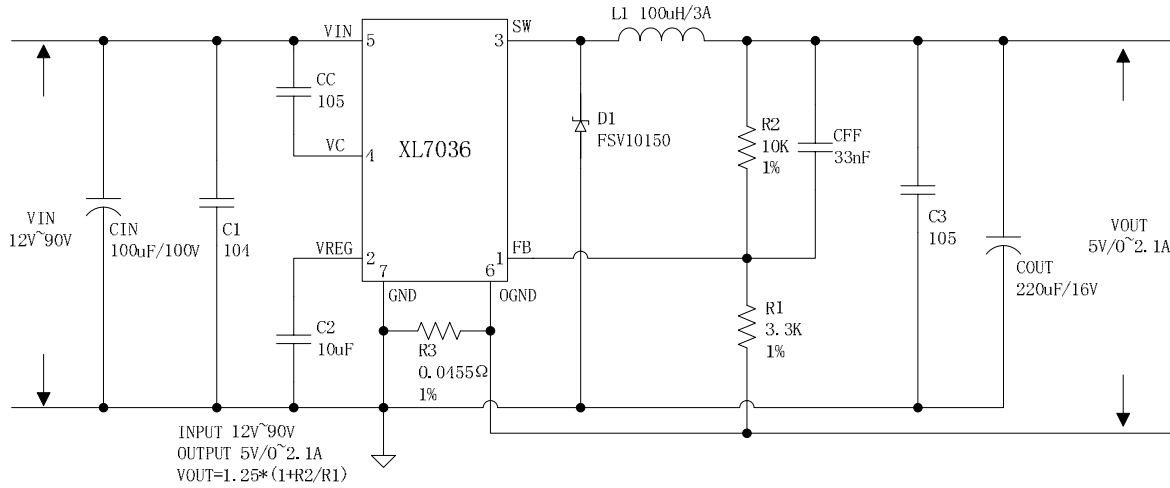 L1 100uH/3A
VIN
5
3
SW
CC
105
D1
FSV10150
R2
10K
1%
CFF
33nF
XL7036
VC
4
VIN
12V~90V
CIN
100uF/100V
C1
104
C3
105
VOUT
5V/0~2.1A
VREG
2
7
6
1
FB
GND
OGND
COUT
220uF/16V
C2
10uF
R3
0.0455Ω
1%
R1
3.3K
1%
INPUT 12V~90V
OUTPUT 5V/0~2.1A
VOUT=1.25*(1+R2/R1)